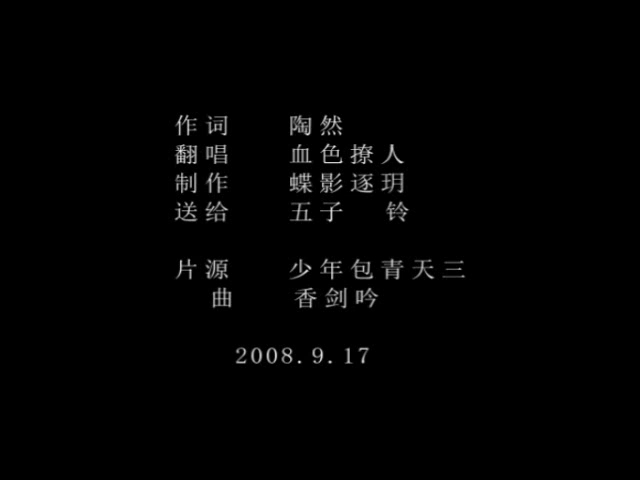 作词 陶然
翻唱 血色撩人
制作 蝶影逐玥
送给 五子 铃
片源 少年包青天三
曲 香剑吟
2008.9.17